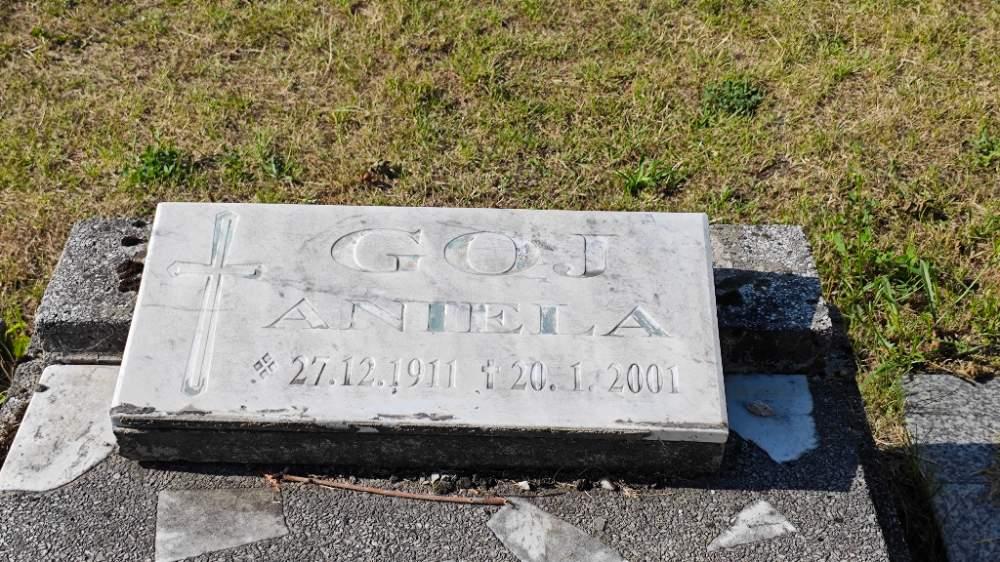 GOJ
ANIELA
* 27.12.1911 † 20. 1. 2001